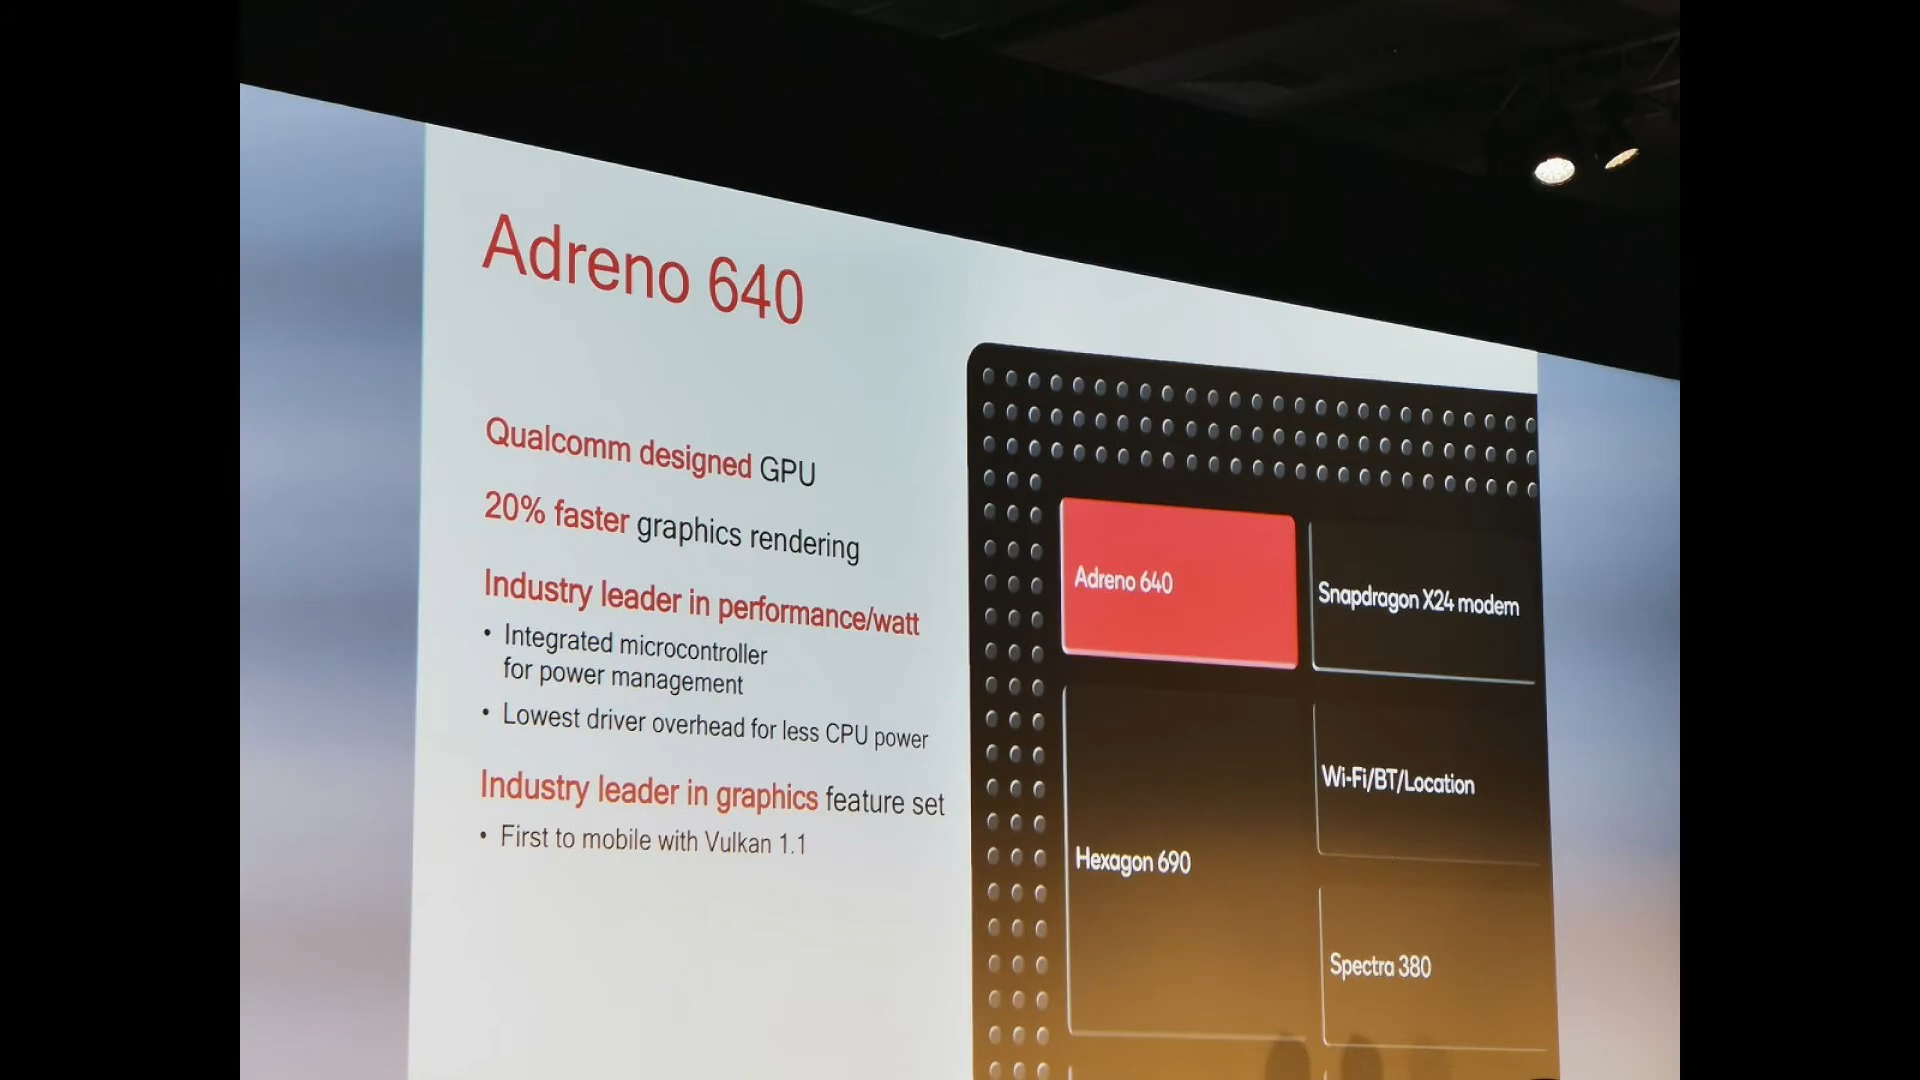 Adreno 640
Qualcomm designed GPU
20% faster graphics rendering
Industry leader in performance/watt
• Integrated microcontroller
for power management
• Lowest driver overhead for less CPU power
Industry leader in graphics feature set
• First to mobile with Vulkan 1.1
Adreno 640
Snapdragon X24 modem
Wi-Fi/BT/Location
Hexagon 690
Spectra 380